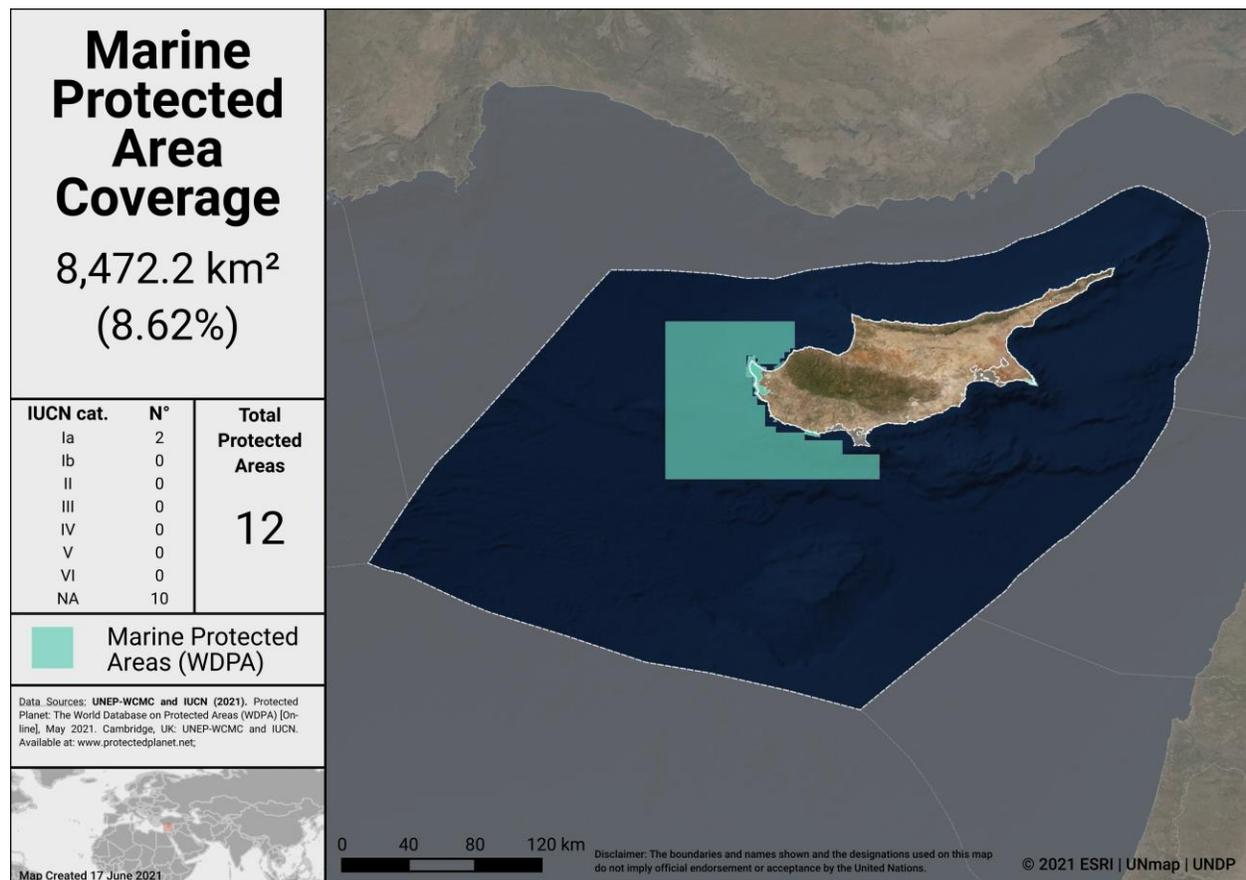 Marine
Protected
Area
Coverage
8,472.2 km²
(8.62%)
IUCN cat. N°
Ia 2
Ib 0
II 0
III 0
IV 0
V 0
VI 0
NA 10
Total
Protected
Areas
12
Marine Protected
Areas (WDPA)
Data Sources: UNEP-WCMC and IUCN (2021). Protected
Planet: The World Database on Protected Areas (WDPA) [On-
line], May 2021. Cambridge, UK: UNEP-WCMC and IUCN.
Available at: www.protectedplanet.net;
Map Created 17 June 2021
0 40 80 120 km
Disclaimer: The boundaries and names shown and the designations used on this map
do not imply official endorsement or acceptance by the United Nations.
© 2021 ESRI | UNmap | UNDP